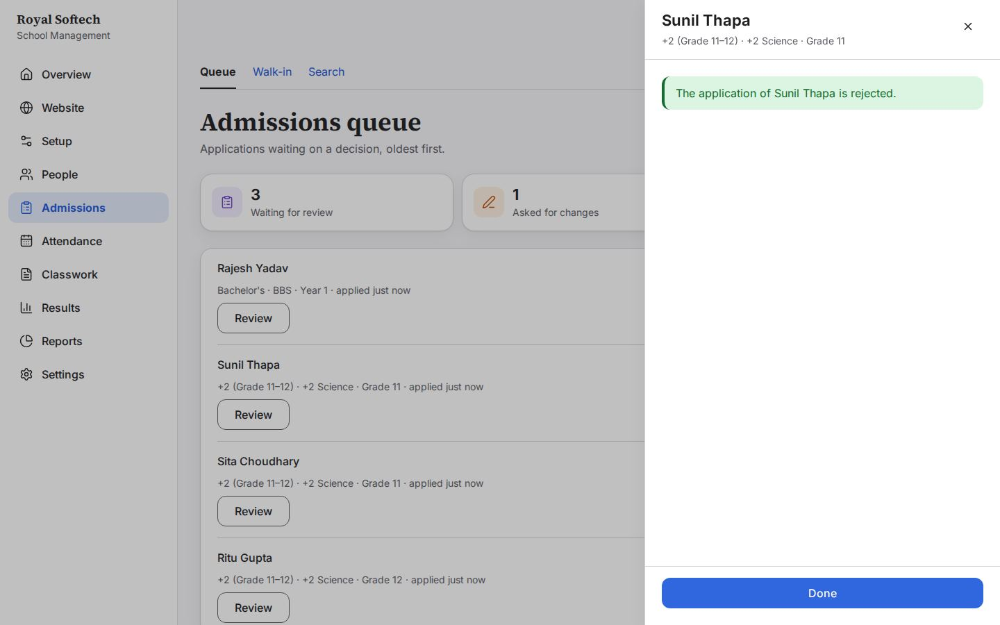 Royal Softech
School Management
Overview
Website
Setup
People
Admissions
Attendance
Classwork
Results
Reports
Settings
Queue Walk-in Search
Admissions queue
Applications waiting on a decision, oldest first.
3
Waiting for review
1
Asked for changes
Rajesh Yadav
Bachelor's · BBS · Year 1 · applied just now
Review
Sunil Thapa
+2 (Grade 11–12) · +2 Science · Grade 11 · applied just now
Review
Sita Choudhary
+2 (Grade 11–12) · +2 Science · Grade 11 · applied just now
Review
Ritu Gupta
+2 (Grade 11–12) · +2 Science · Grade 12 · applied just now
Review
Sunil Thapa
+2 (Grade 11–12) · +2 Science · Grade 11
The application of Sunil Thapa is rejected.
Done